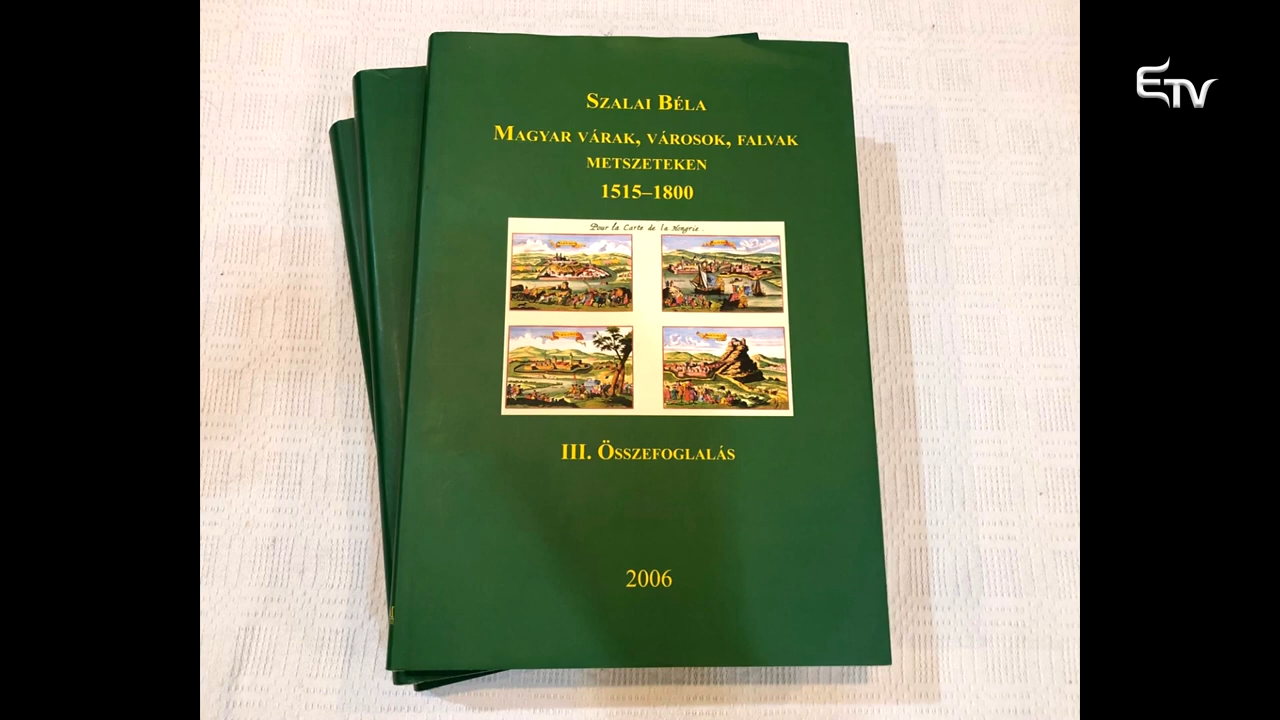 SZALAI BÉLA
MAGYAR VÁRAK, VÁROSOK, FALVAK
METSZETEKEN
1515–1800
Pour la Carte de la Hongrie.
III. ÖSSZEFOGLALÁS
2006
ETV